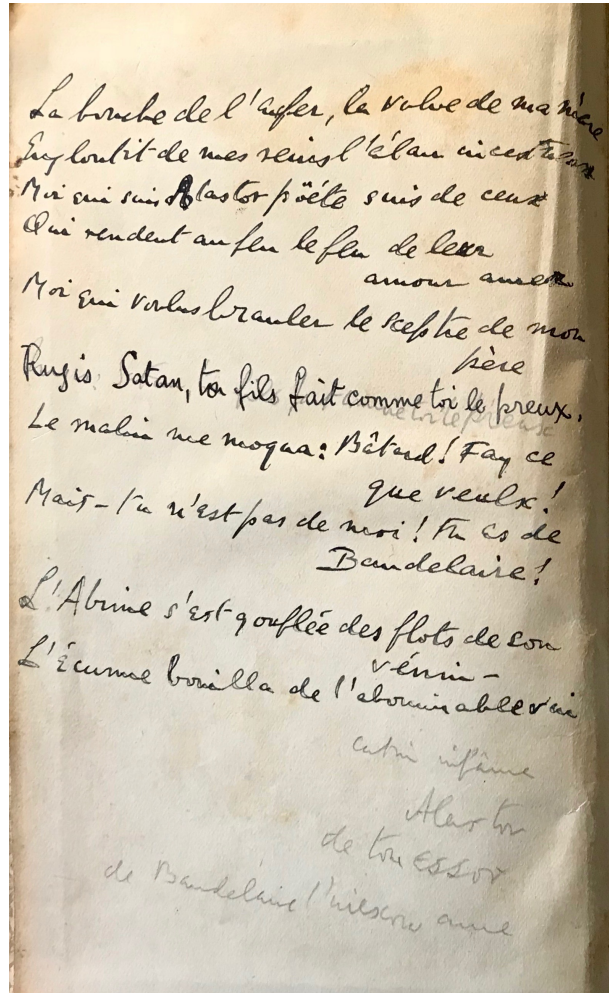 La bouche de l'enfer, la vulve de ma mère
Engloutit de mes reins l'élan incestueux
Moi qui suis Alastor poëte suis de ceux
Qui rendent au feu le feu de leur
amour amer
Moi qui voulus branler le sceptre de mon
père
Rugis Satan, ton fils fait comme toi le preux.
Le malin me moqua: Bâtard! Fay ce
que veulx!
Mais - tu n'est pas de moi! Tu es de
Baudelaire!
L'Abime s'est gonflée des flots de son
vénin -
L'Écume bouilla de l'abominable
infâme
Alastor
de ton ESSOR
de Baudelaire